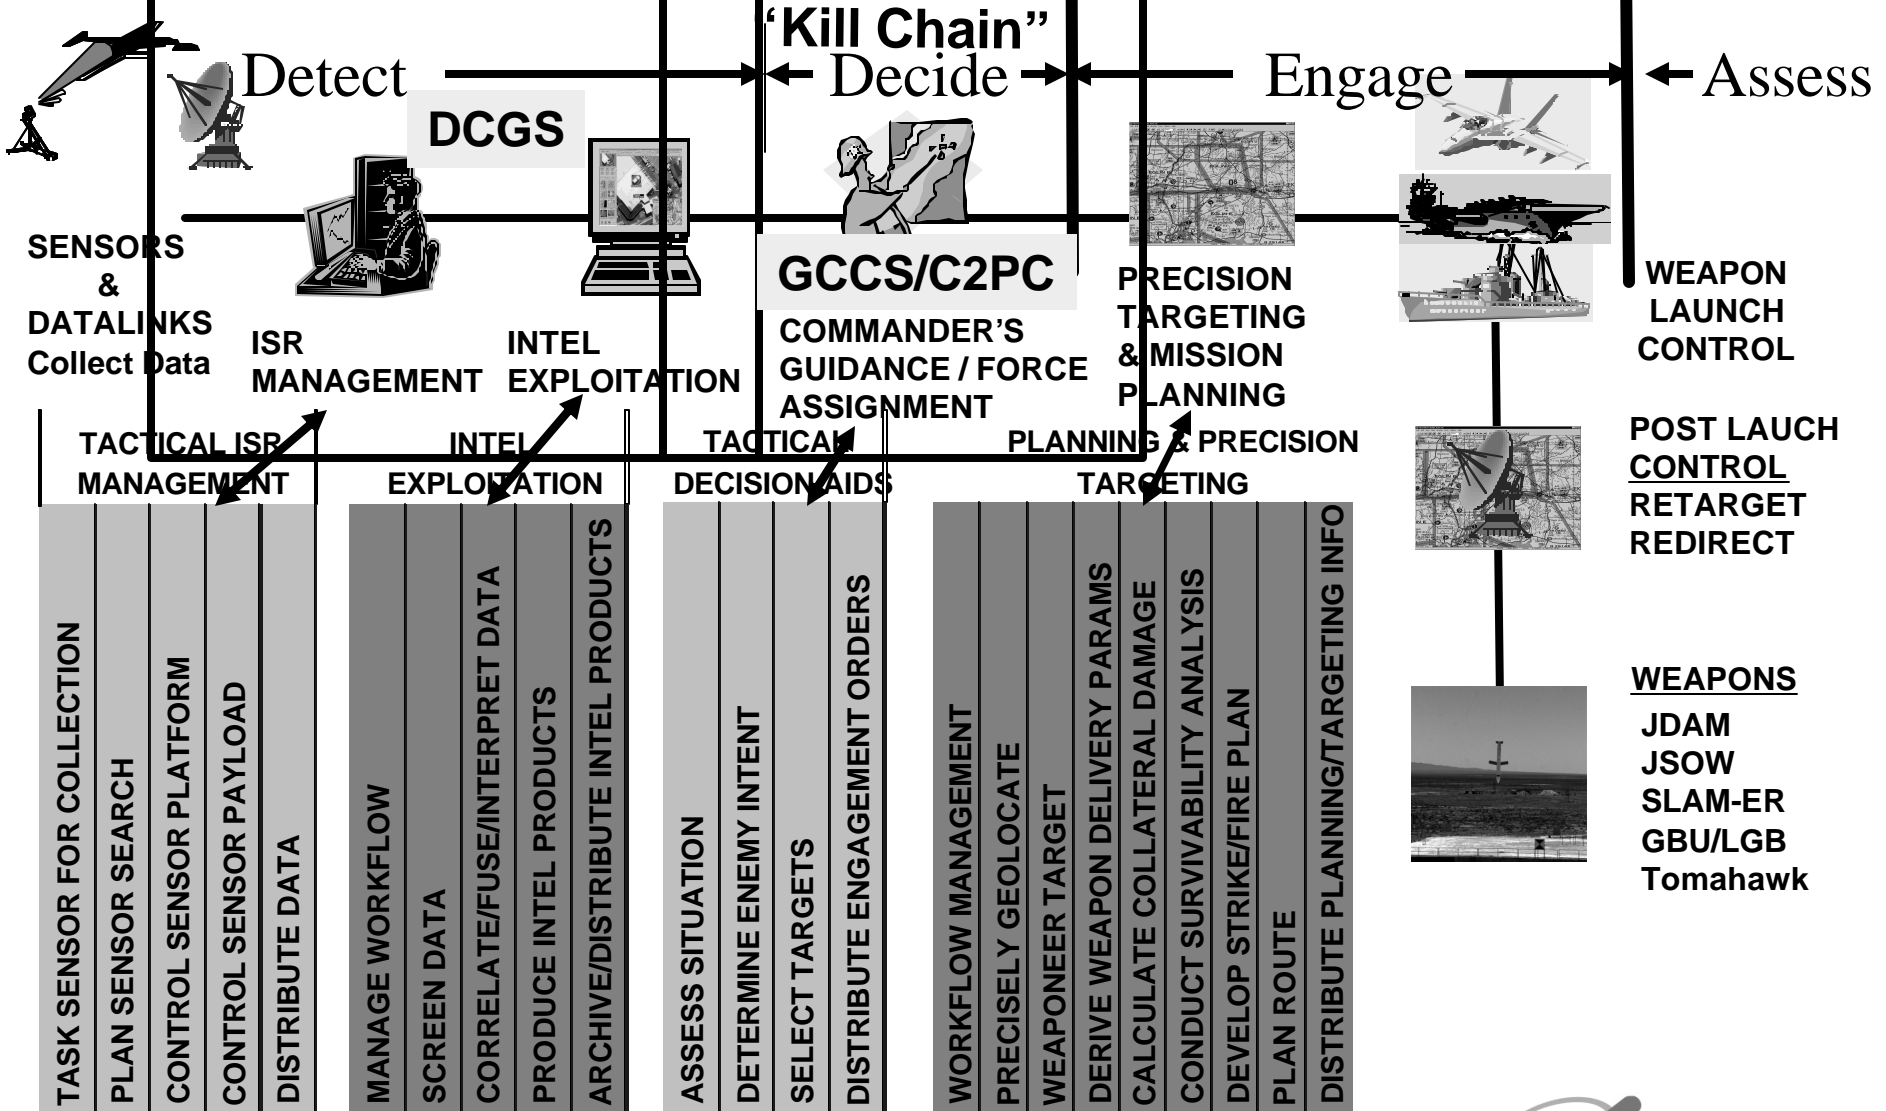 “Kill Chain”
Detect
Decide
Engage
Assess
DCGS
GCCS/C2PC
SENSORS
&
DATALINKS
Collect Data
ISR
MANAGEMENT
INTEL
EXPLOITATION
COMMANDER’S
GUIDANCE / FORCE
ASSIGNMENT
PRECISION
TARGETING
& MISSION
PLANNING
WEAPON
LAUNCH
CONTROL
POST LAUCH
CONTROL
RETARGET
REDIRECT
WEAPONS
JDAM
JSOW
SLAM-ER
GBU/LGB
Tomahawk
TACTICAL ISR
MANAGEMENT
TASK SENSOR FOR COLLECTION
PLAN SENSOR SEARCH
CONTROL SENSOR PLATFORM
CONTROL SENSOR PAYLOAD
DISTRIBUTE DATA
INTEL
EXPLOITATION
MANAGE WORKFLOW
SCREEN DATA
CORRELATE/FUSE/INTERPRET DATA
PRODUCE INTEL PRODUCTS
ARCHIVE/DISTRIBUTE INTEL PRODUCTS
TACTICAL
DECISION AIDS
ASSESS SITUATION
DETERMINE ENEMY INTENT
SELECT TARGETS
DISTRIBUTE ENGAGEMENT ORDERS
PLANNING & PRECISION
TARGETING
WORKFLOW MANAGEMENT
PRECISELY GEOLOCATE
WEAPONEER TARGET
DERIVE WEAPON DELIVERY PARAMS
CALCULATE COLLATERAL DAMAGE
CONDUCT SURVIVABILITY ANALYSIS
DEVELOP STRIKE/FIRE PLAN
PLAN ROUTE
DISTRIBUTE PLANNING/TARGETING INFO